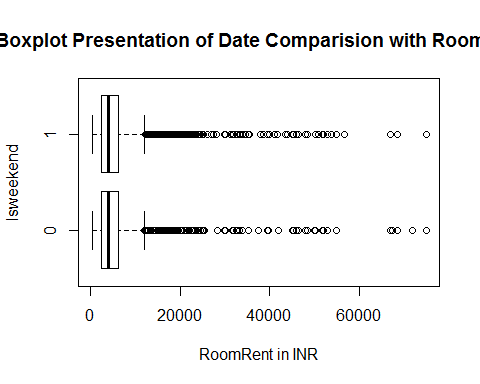 Boxplot Presentation of Date Comparision with Room
Isweekend
1
0
0 20000 40000 60000
RoomRent in INR